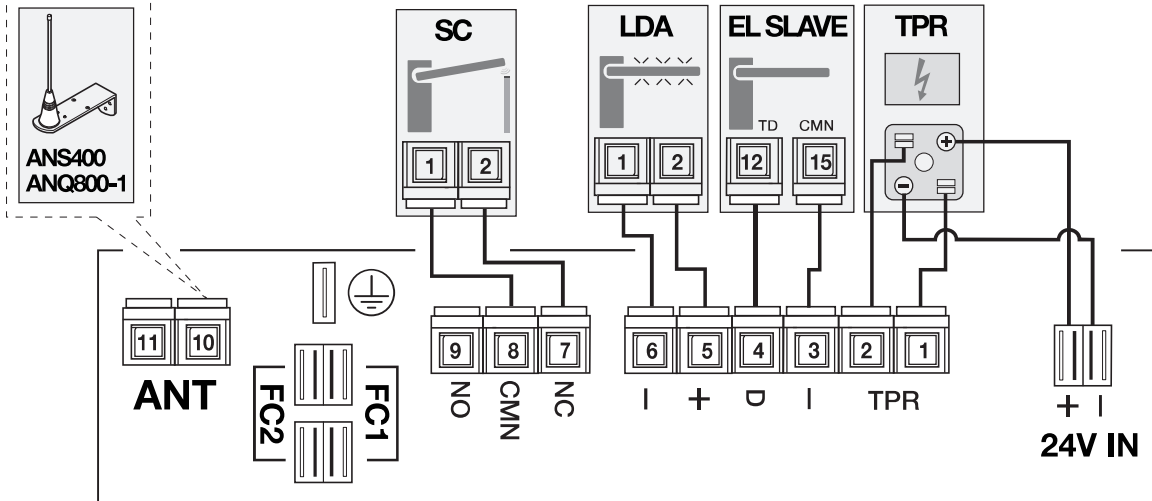 SC
LDA
EL SLAVE
TPR
TD
CMN
ANS400
ANQ800-1
1
2
1
2
12
15
+
−
11
10
9
8
7
6
5
4
3
2
1
ANT
FC2
FC1
NO
CMN
NC
−
+
D
−
TPR
+ −
24V IN